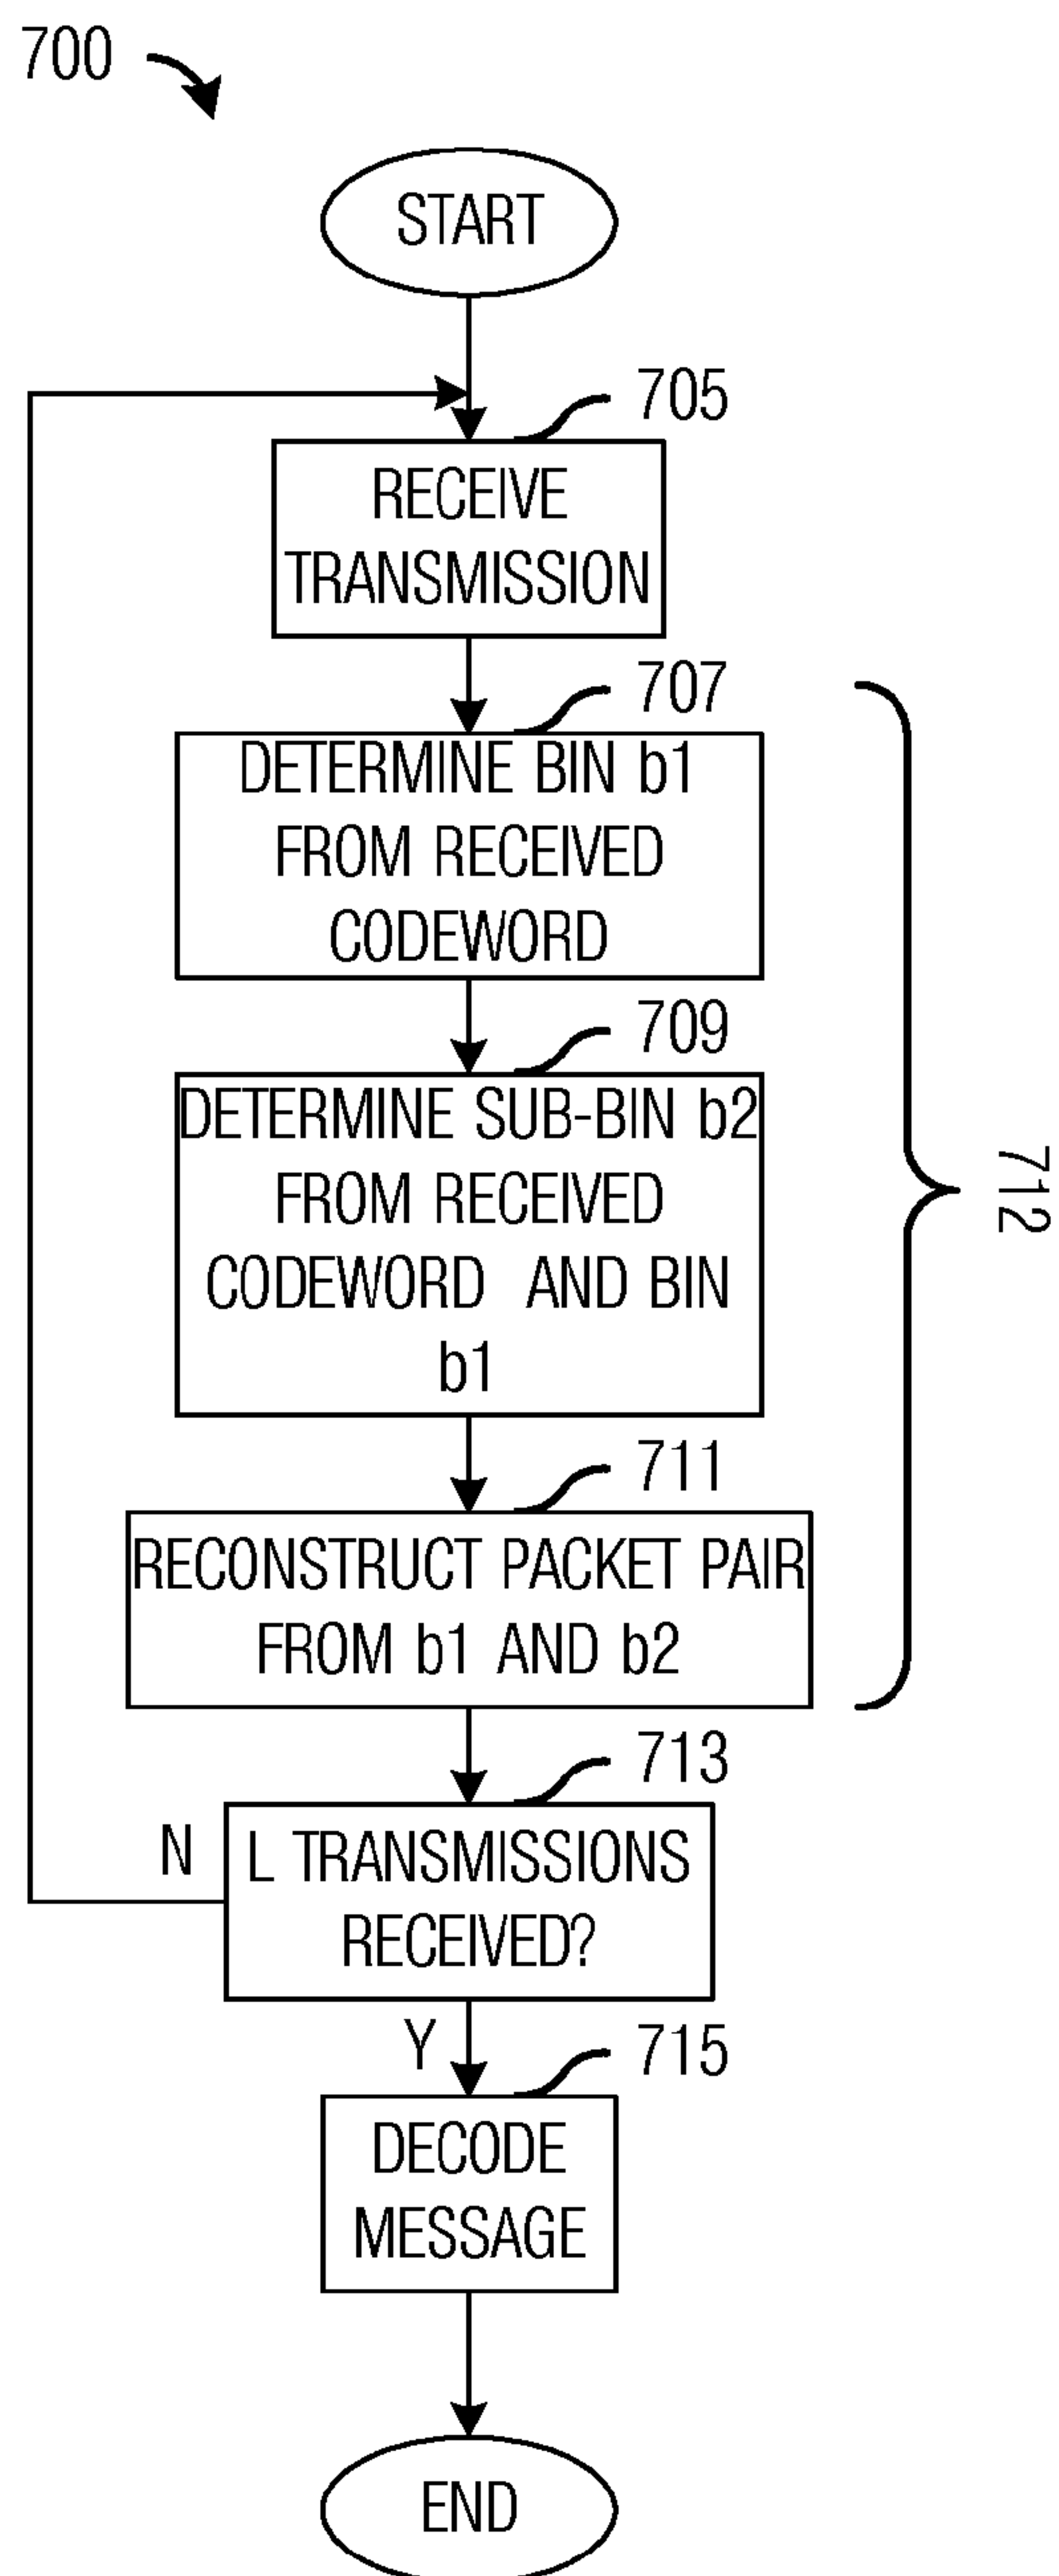 700
START
705
RECEIVE
TRANSMISSION
707
DETERMINE BIN b1
FROM RECEIVED
CODEWORD
709
DETERMINE SUB-BIN b2
FROM RECEIVED
CODEWORD AND BIN
b1
712
711
RECONSTRUCT PACKET PAIR
FROM b1 AND b2
713
N
L TRANSMISSIONS
RECEIVED?
Y
715
DECODE
MESSAGE
END